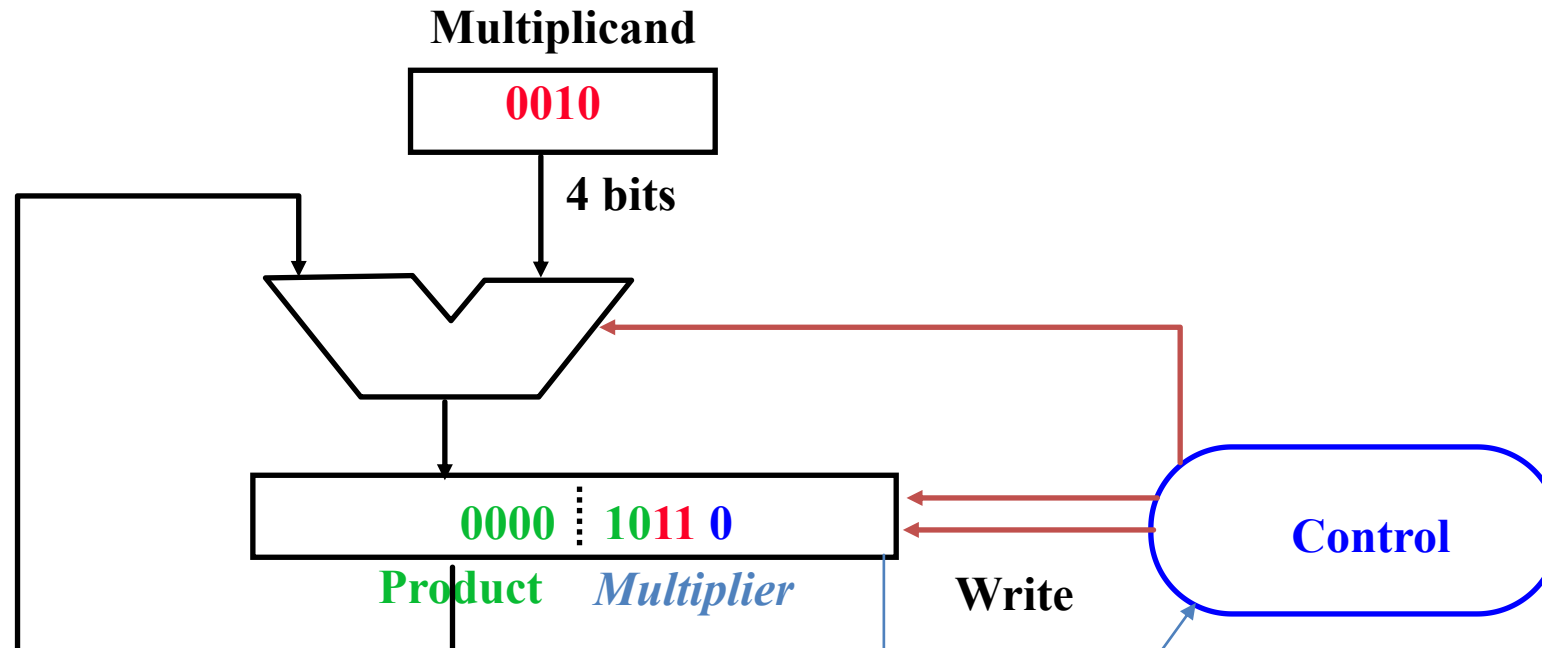 Multiplicand
0010
4 bits
0000 1011 0
Control
Product Multiplier Write